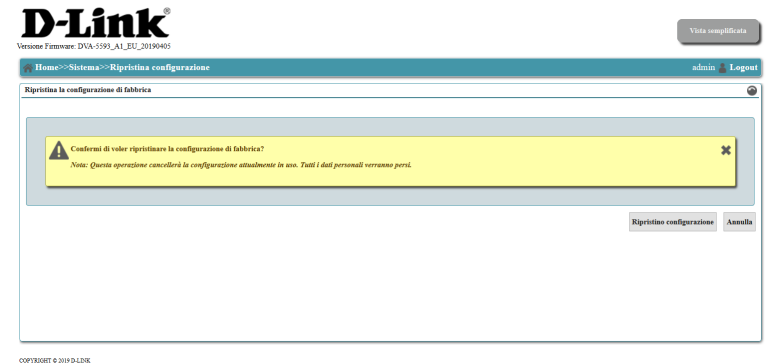 D-Link®
Vista semplificata
Versione Firmware: DVA-5593_A1_EU_20190405
Home>>Sistema>>Ripristina configurazione
admin Logout
Ripristina la configurazione di fabbrica
Confermi di voler ripristinare la configurazione di fabbrica?
Nota: Questa operazione cancellerà la configurazione attualmente in uso. Tutti i dati personali verranno persi.
Ripristino configurazione Annulla
COPYRIGHT © 2019 D-LINK